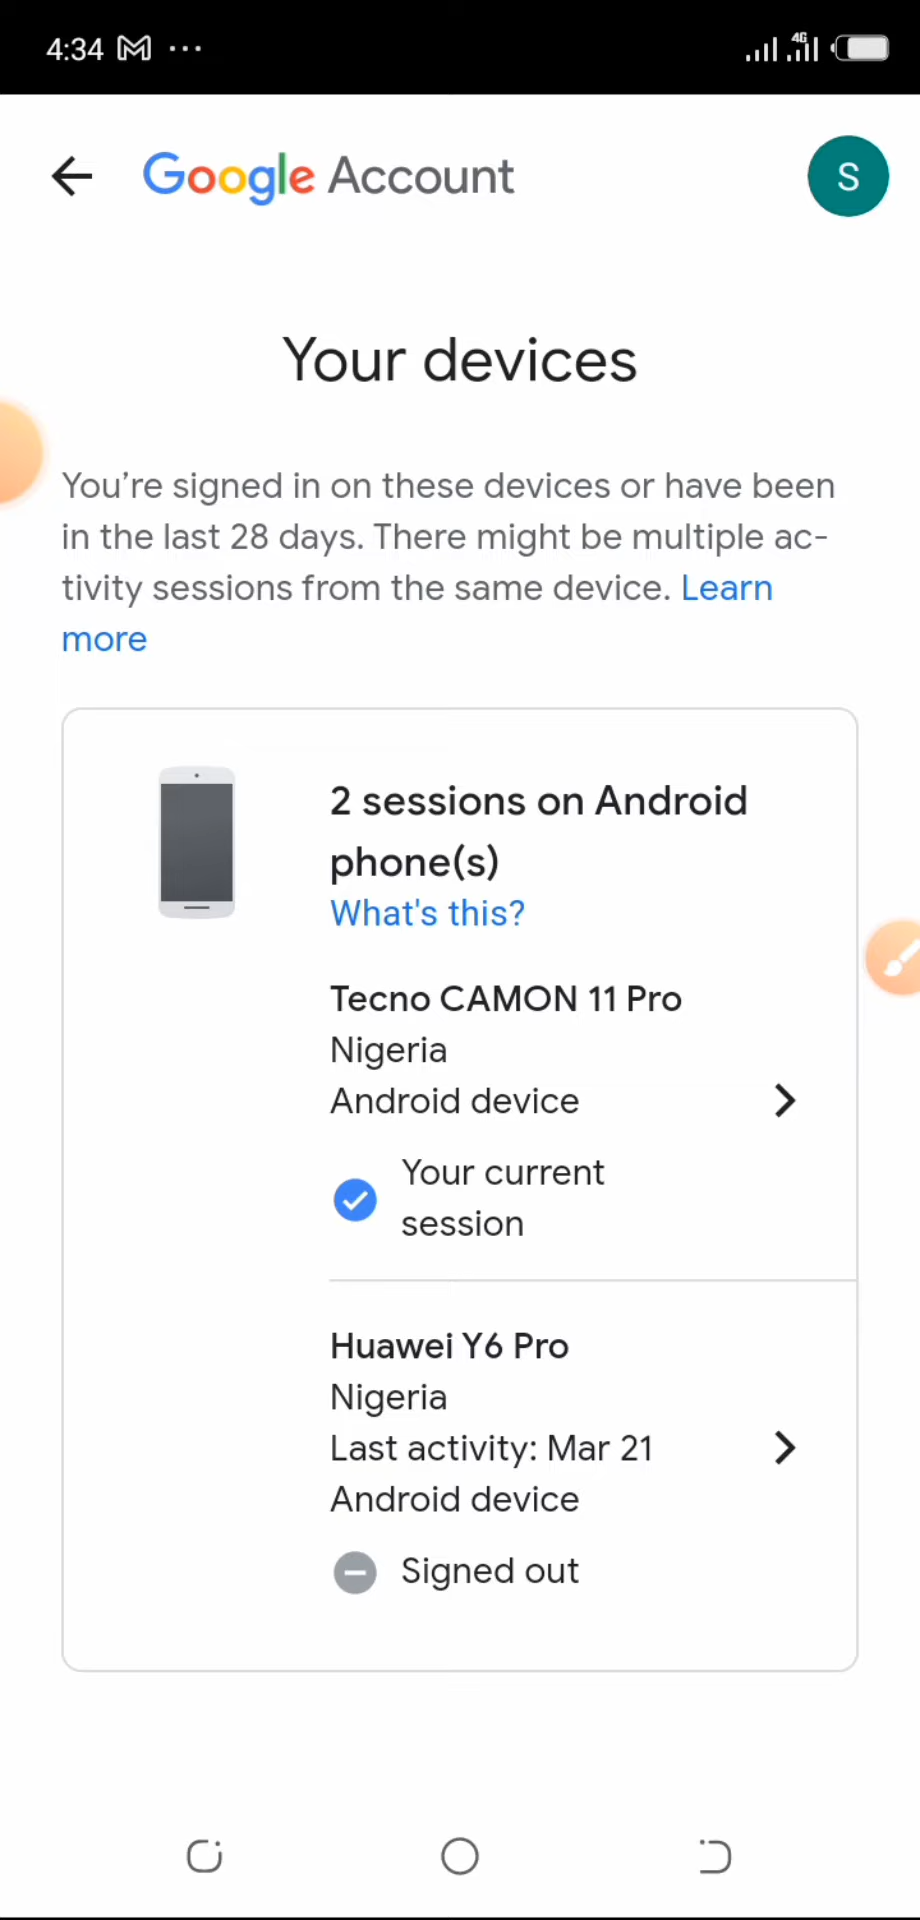 4:34
4G
Google Account
S
Your devices
You're signed in on these devices or have been
in the last 28 days. There might be multiple ac-
tivity sessions from the same device. Learn
more
2 sessions on Android
phone(s)
What's this?
Tecno CAMON 11 Pro
Nigeria
Android device
Your current
session
Huawei Y6 Pro
Nigeria
Last activity: Mar 21
Android device
Signed out